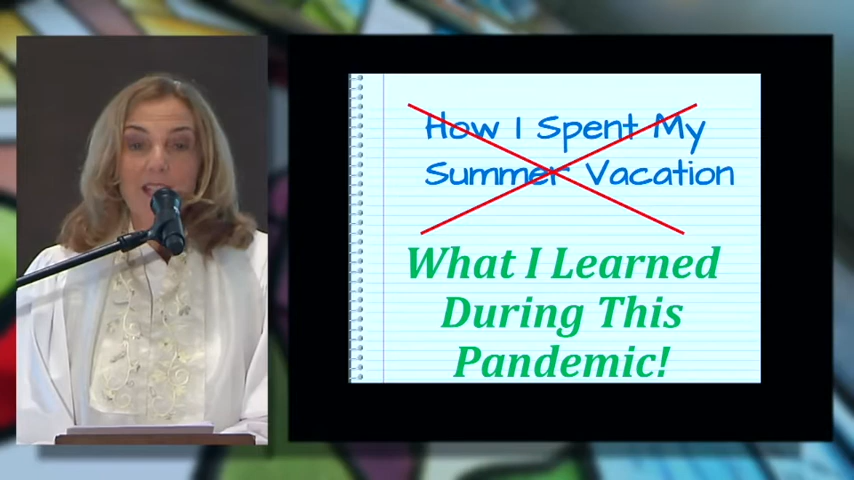 How I Spent My
Summer Vacation
What I Learned
During This
Pandemic!